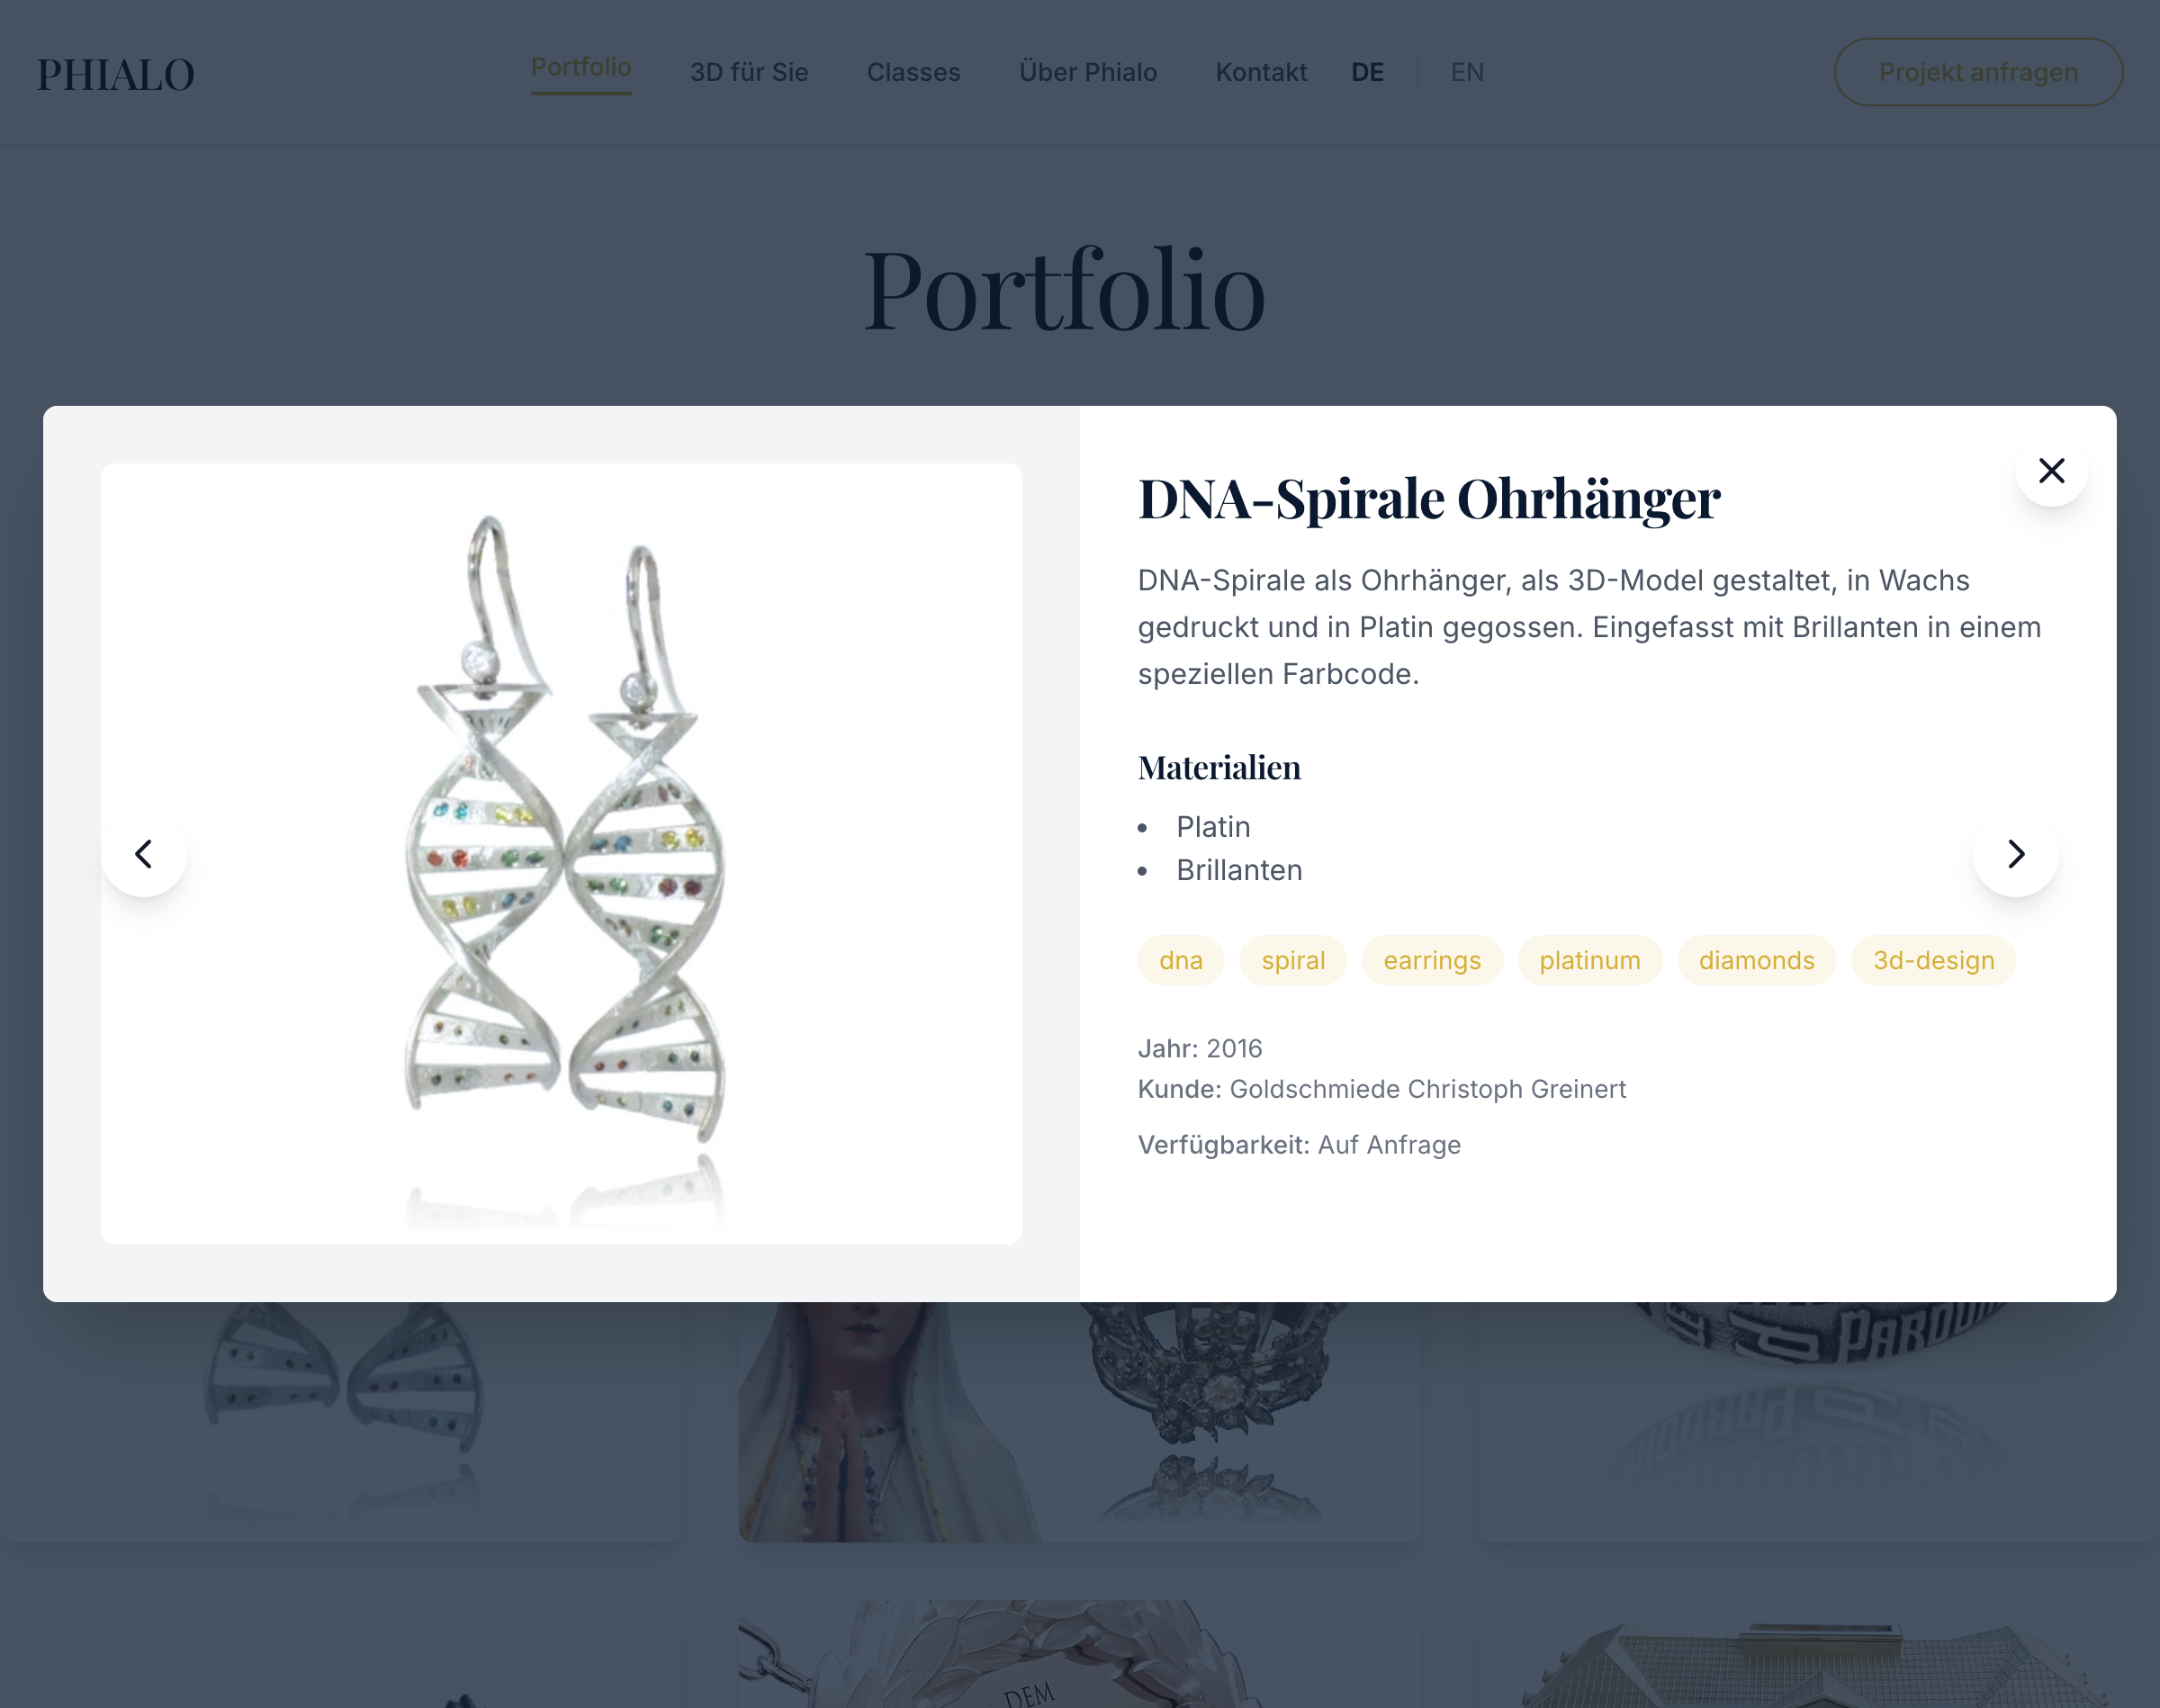 PHIALO
Portfolio
3D für Sie
Classes
Über Phialo
Kontakt
DE
EN
Projekt anfragen
Portfolio
DNA-Spirale Ohrhänger
DNA-Spirale als Ohrhänger, als 3D-Model gestaltet, in Wachs
gedruckt und in Platin gegossen. Eingefasst mit Brillanten in einem
speziellen Farbcode.
Materialien
• Platin
• Brillanten
dna
spiral
earrings
platinum
diamonds
3d-design
Jahr: 2016
Kunde: Goldschmiede Christoph Greinert
Verfügbarkeit: Auf Anfrage
DEM